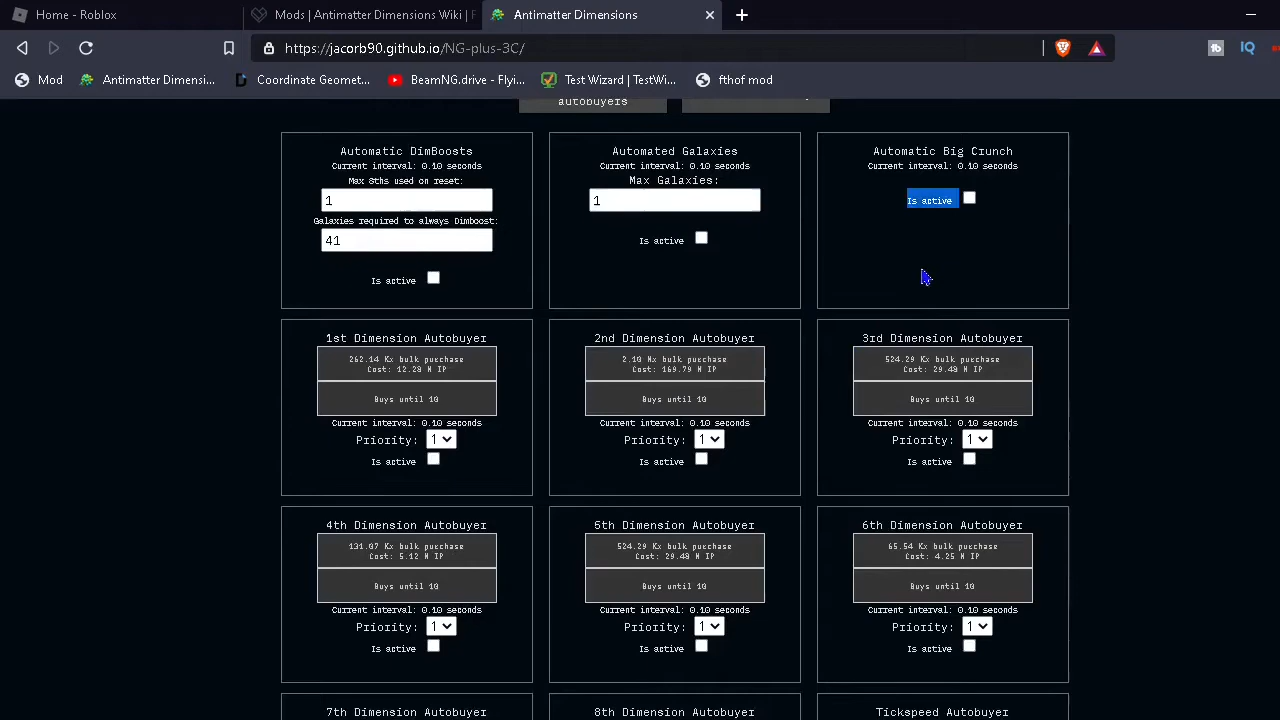 Home - Roblox
Mods | Antimatter Dimensions Wiki | F
Antimatter Dimensions
https://jacorb90.github.io/NG-plus-3C/
Mod
Antimatter Dimensi...
Coordinate Geomet...
BeamNG.drive - Flyi...
Test Wizard | TestWi...
fthof mod
autobuyers
Automatic DimBoosts
Current interval: 0.10 seconds
Max 8ths used on reset:
1
Galaxies required to always Dimboost:
41
Is active
Automated Galaxies
Current interval: 0.10 seconds
Max Galaxies:
1
Is active
Automatic Big Crunch
Current interval: 0.10 seconds
Is active
1st Dimension Autobuyer
262.14 Kx bulk purchase
Cost: 12.28 M IP
Buys until 10
Current interval: 0.10 seconds
Priority: 1
Is active
2nd Dimension Autobuyer
2.10 Mx bulk purchase
Cost: 169.79 M IP
Buys until 10
Current interval: 0.10 seconds
Priority: 1
Is active
3rd Dimension Autobuyer
524.29 Kx bulk purchase
Cost: 29.48 M IP
Buys until 10
Current interval: 0.10 seconds
Priority: 1
Is active
4th Dimension Autobuyer
131.07 Kx bulk purchase
Cost: 5.12 M IP
Buys until 10
Current interval: 0.10 seconds
Priority: 1
Is active
5th Dimension Autobuyer
524.29 Kx bulk purchase
Cost: 29.48 M IP
Buys until 10
Current interval: 0.10 seconds
Priority: 1
Is active
6th Dimension Autobuyer
65.54 Kx bulk purchase
Cost: 4.25 M IP
Buys until 10
Current interval: 0.10 seconds
Priority: 1
Is active
7th Dimension Autobuyer
8th Dimension Autobuyer
Tickspeed Autobuyer